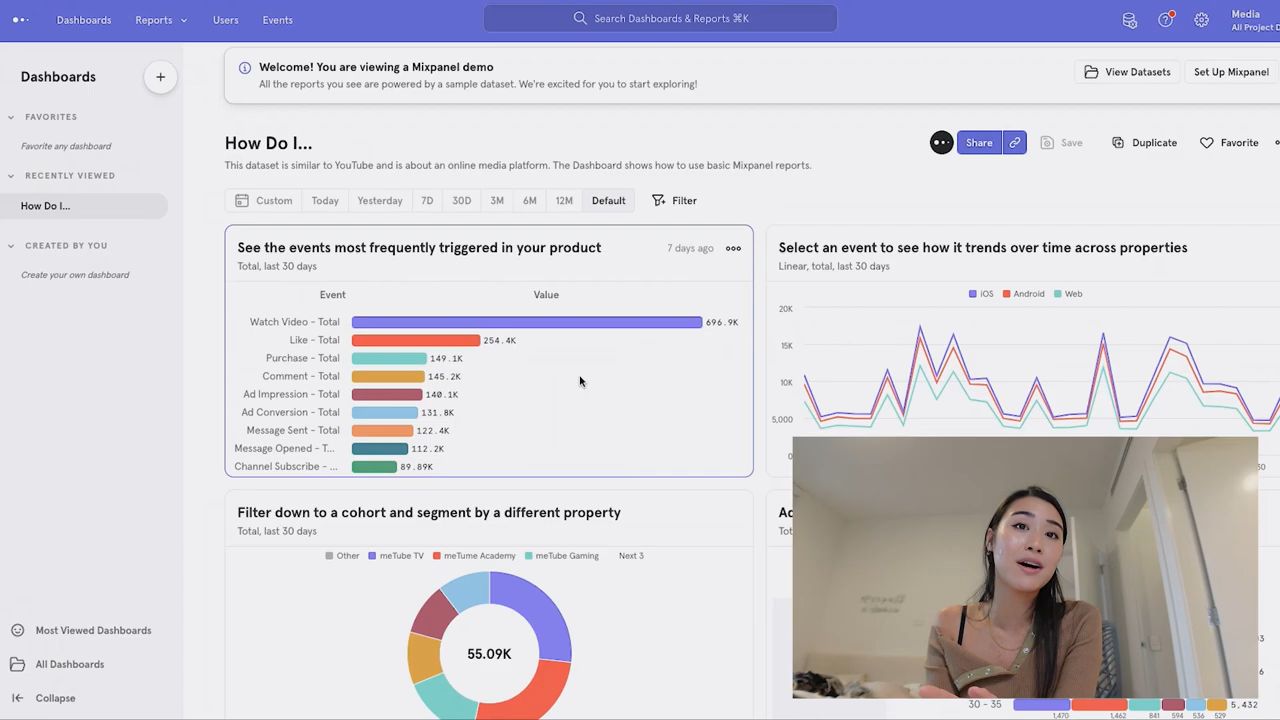 Dashboards Reports Users Events
Search Dashboards & Reports ⌘K
Media
All Project D
Dashboards
+
FAVORITES
Favorite any dashboard
RECENTLY VIEWED
How Do I...
CREATED BY YOU
Create your own dashboard
Most Viewed Dashboards
All Dashboards
Collapse
Welcome! You are viewing a Mixpanel demo
All the reports you see are powered by a sample dataset. We're excited for you to start exploring!
View Datasets
Set Up Mixpanel
How Do I...
This dataset is similar to YouTube and is about an online media platform. The Dashboard shows how to use basic Mixpanel reports.
Share
Save
Duplicate
Favorite
Custom Today Yesterday 7D 30D 3M 6M 12M Default
Filter
See the events most frequently triggered in your product
7 days ago
Total, last 30 days
Event Value
Watch Video - Total 696.9K
Like - Total 254.4K
Purchase - Total 149.1K
Comment - Total 145.2K
Ad Impression - Total 140.1K
Ad Conversion - Total 131.8K
Message Sent - Total 122.4K
Message Opened - T... 112.2K
Channel Subscribe - ... 89.89K
Select an event to see how it trends over time across properties
Linear, total, last 30 days
iOS Android Web
20K
15K
10K
5,000
0
30
Filter down to a cohort and segment by a different property
Total, last 30 days
Other meTube TV meTume Academy meTube Gaming Next 3
55.09K
30 - 35
5,432
1,470 1,462 841 594 536 529